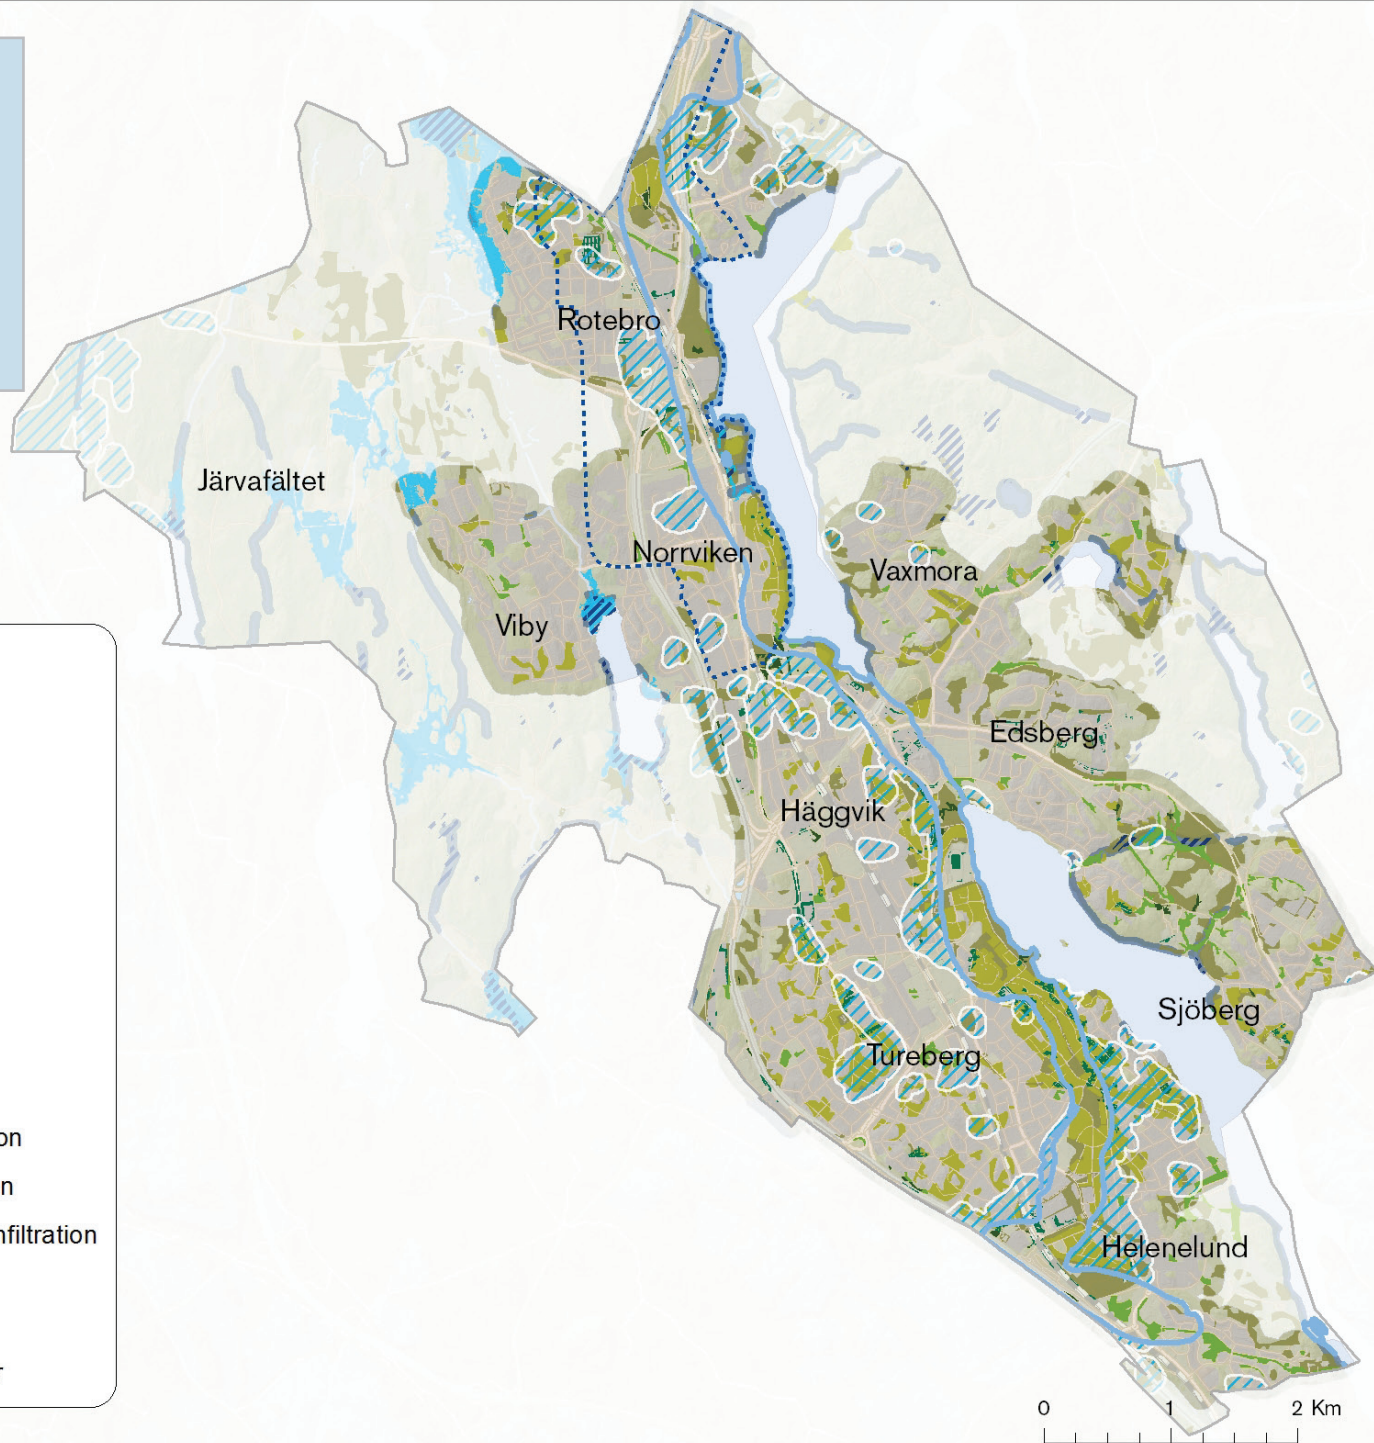 Rotebro
Järvafältet
Norrviken
Vaxmora
Viby
Edsberg
Häggvik
Sjöberg
Tureberg
Helenelund
on
n
nfiltration
r
0 1 2 Km